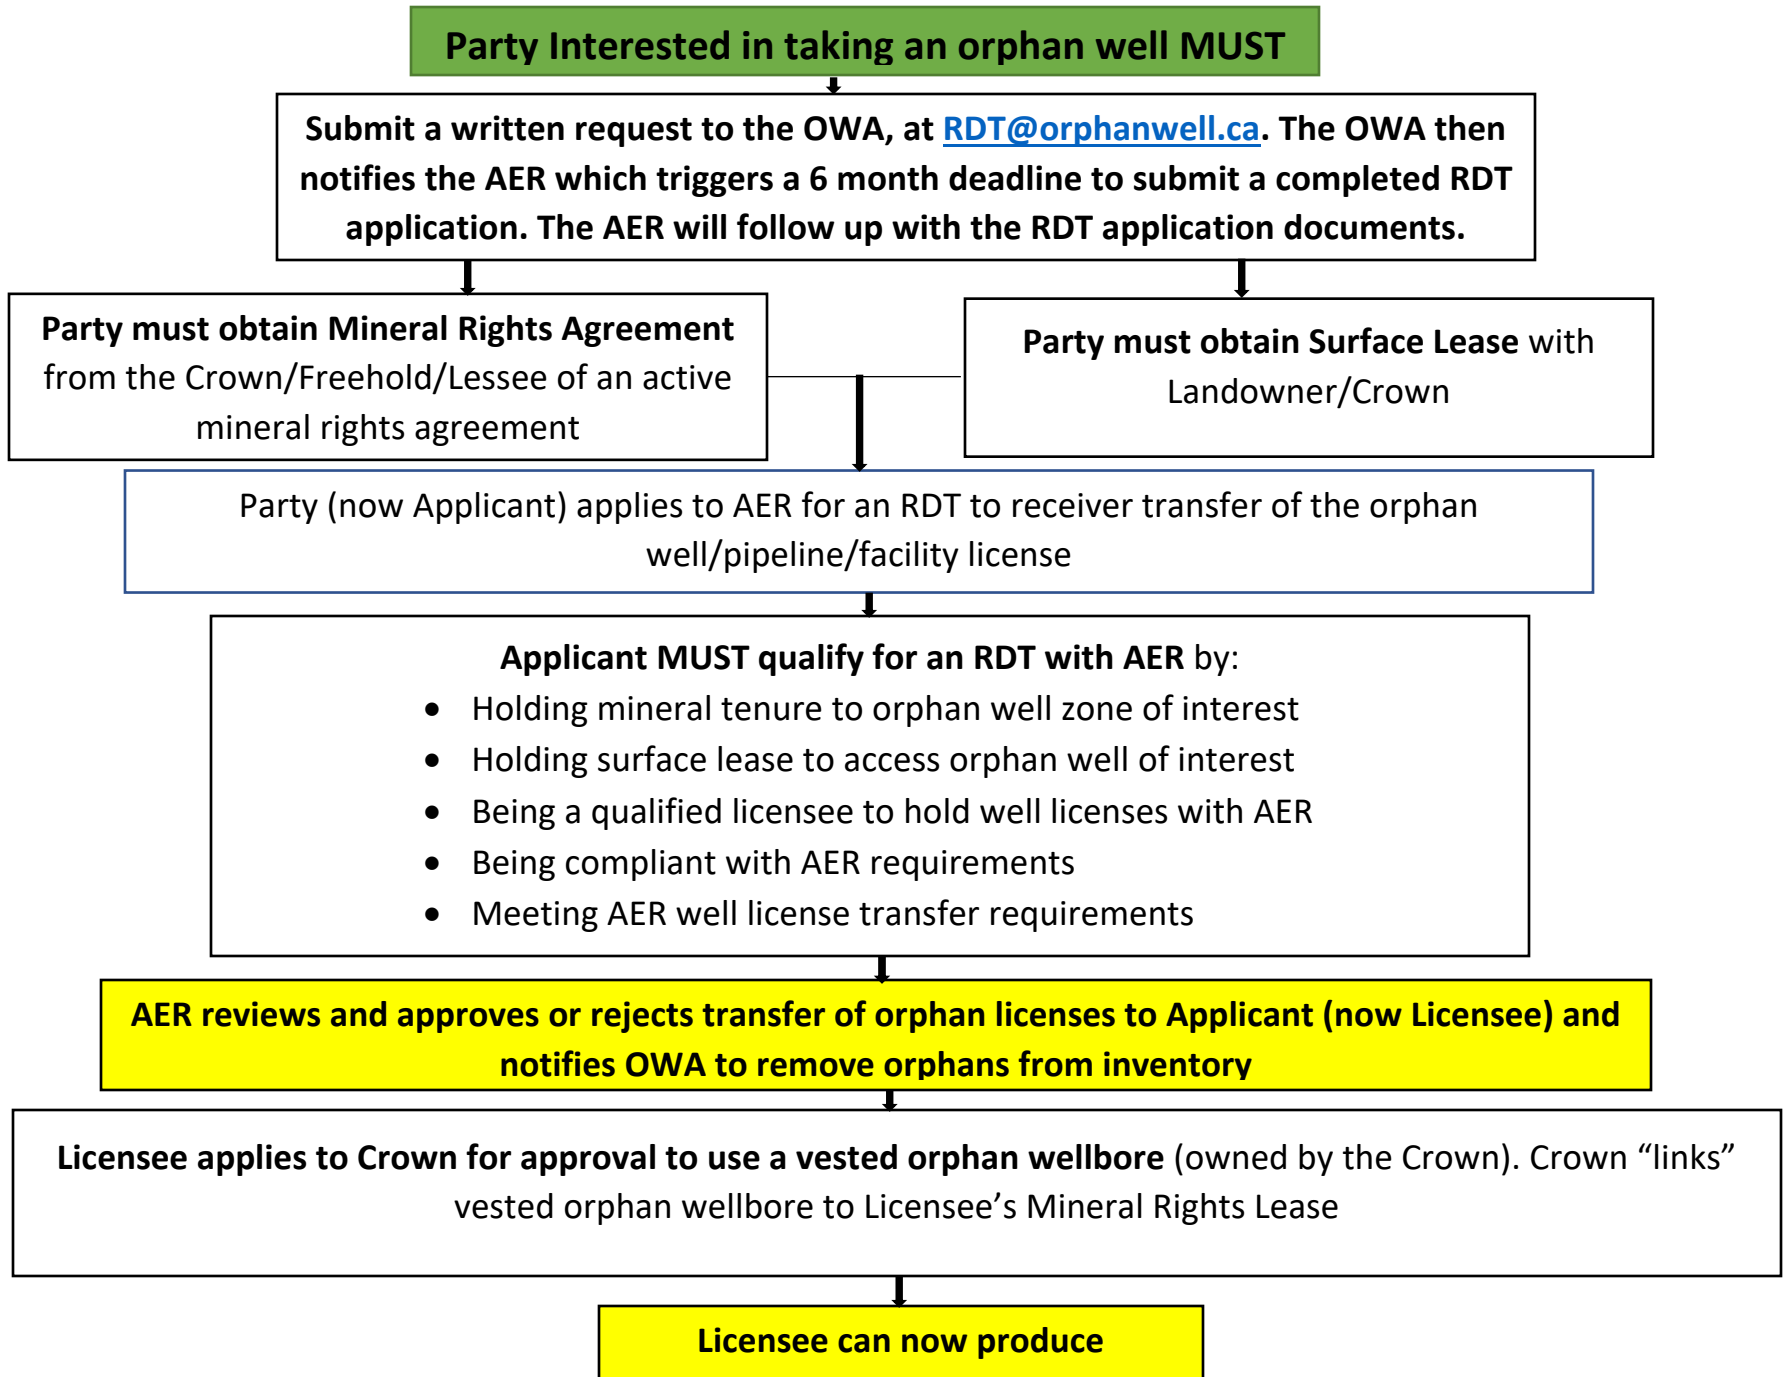 Party Interested in taking an orphan well MUST
Submit a written request to the OWA, at RDT@orphanwell.ca. The OWA then
notifies the AER which triggers a 6 month deadline to submit a completed RDT
application. The AER will follow up with the RDT application documents.
Party must obtain Mineral Rights Agreement
from the Crown/Freehold/Lessee of an active
mineral rights agreement
Party must obtain Surface Lease with
Landowner/Crown
Party (now Applicant) applies to AER for an RDT to receiver transfer of the orphan
well/pipeline/facility license
Applicant MUST qualify for an RDT with AER by:
• Holding mineral tenure to orphan well zone of interest
• Holding surface lease to access orphan well of interest
• Being a qualified licensee to hold well licenses with AER
• Being compliant with AER requirements
• Meeting AER well license transfer requirements
AER reviews and approves or rejects transfer of orphan licenses to Applicant (now Licensee) and
notifies OWA to remove orphans from inventory
Licensee applies to Crown for approval to use a vested orphan wellbore (owned by the Crown). Crown “links”
vested orphan wellbore to Licensee’s Mineral Rights Lease
Licensee can now produce